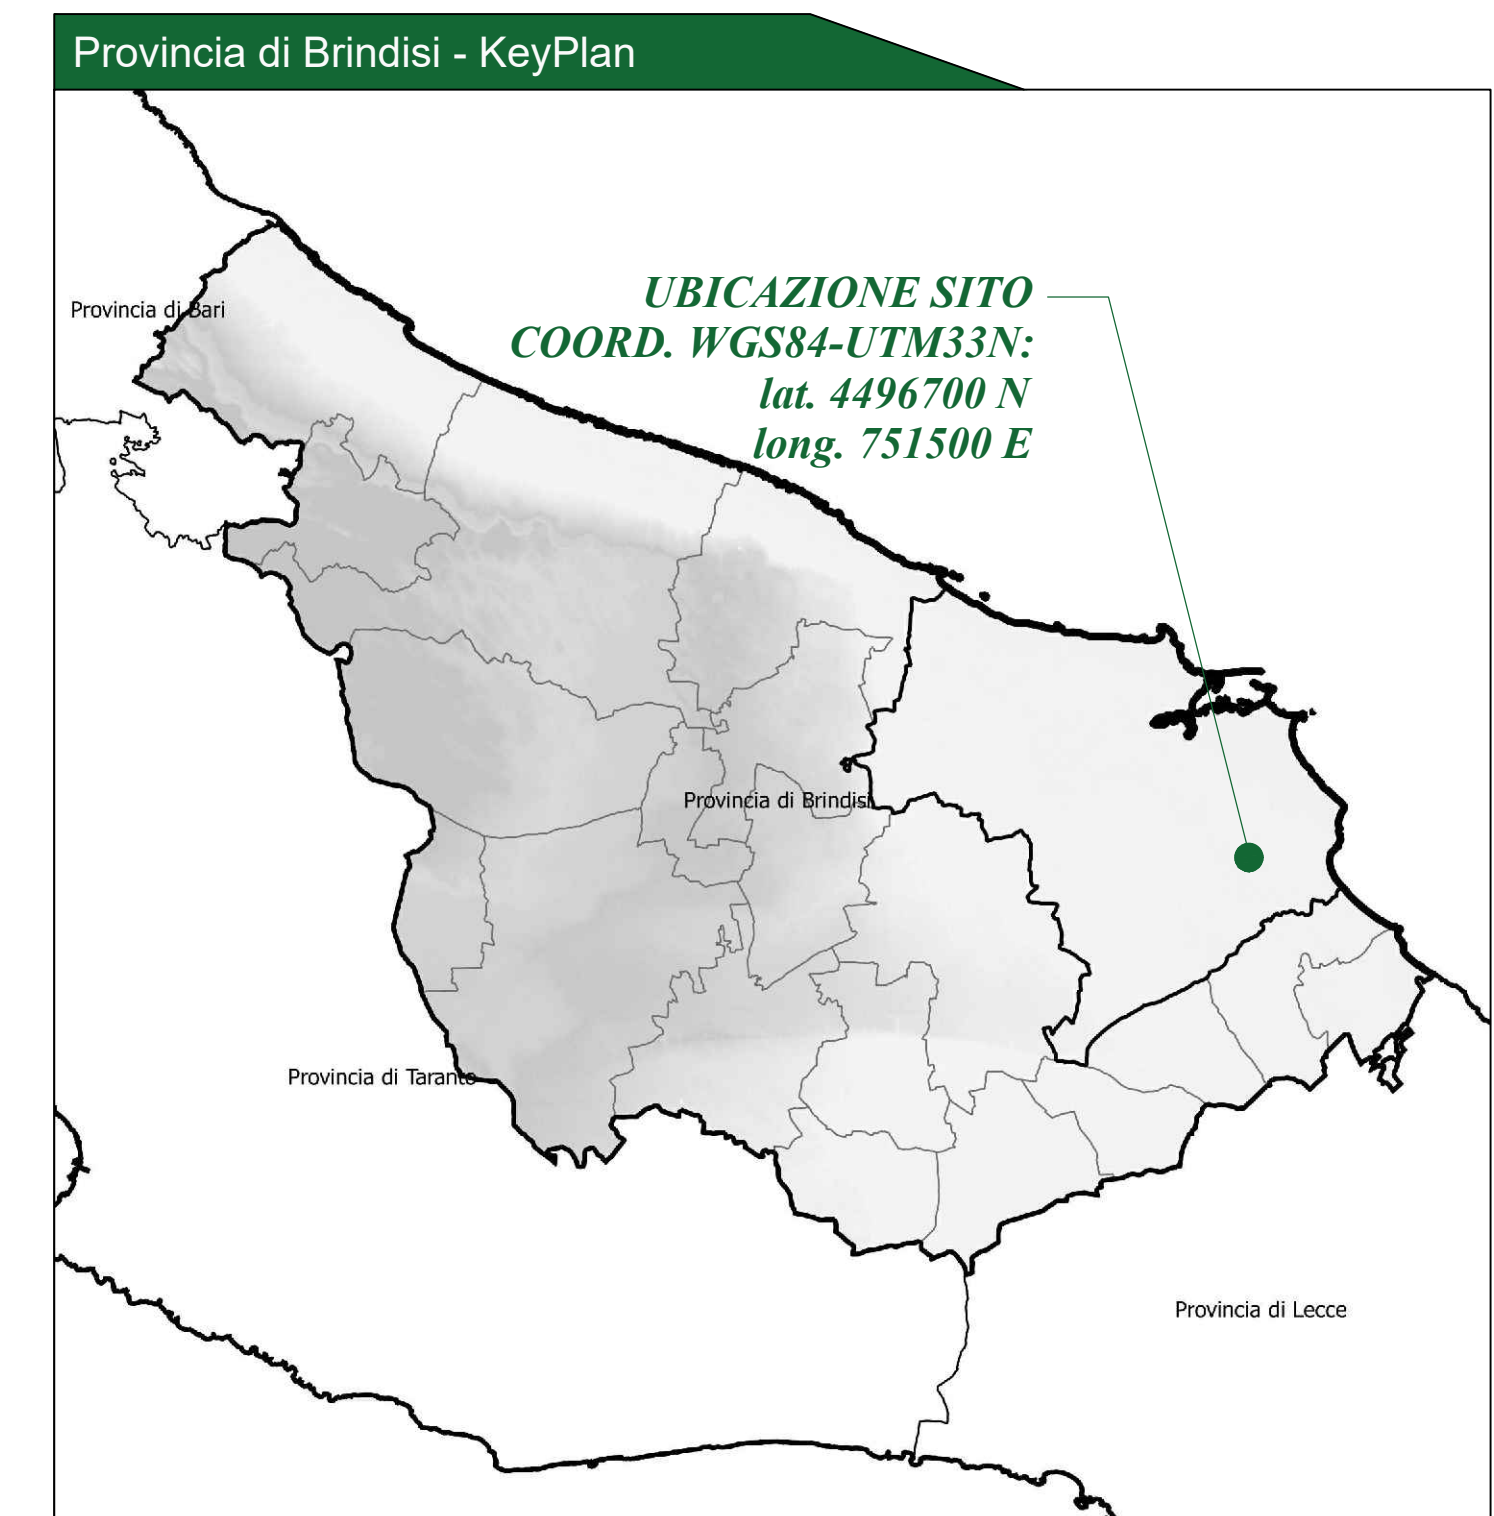 Provincia di Brindisi - KeyPlan
UBICAZIONE SITO
COORD. WGS84-UTM33N:
lat. 4496700 N
long. 751500 E
Provincia di Bari
Provincia di Brindisi
Provincia di Taranto
Provincia di Lecce